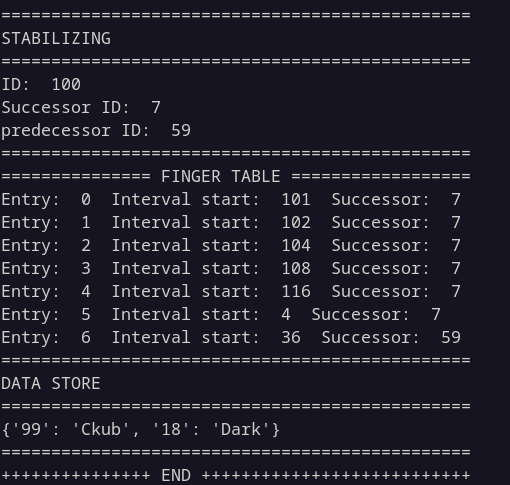 ===============================================
STABILIZING
===============================================
ID:  100
Successor ID:  7
predecessor ID:  59
===============================================
=============== FINGER TABLE ==================
Entry:  0  Interval start:  101  Successor:  7
Entry:  1  Interval start:  102  Successor:  7
Entry:  2  Interval start:  104  Successor:  7
Entry:  3  Interval start:  108  Successor:  7
Entry:  4  Interval start:  116  Successor:  7
Entry:  5  Interval start:  4  Successor:  7
Entry:  6  Interval start:  36  Successor:  59
===============================================
DATA STORE
===============================================
{'99': 'Ckub', '18': 'Dark'}
===============================================
+++++++++++++++ END +++++++++++++++++++++++++++